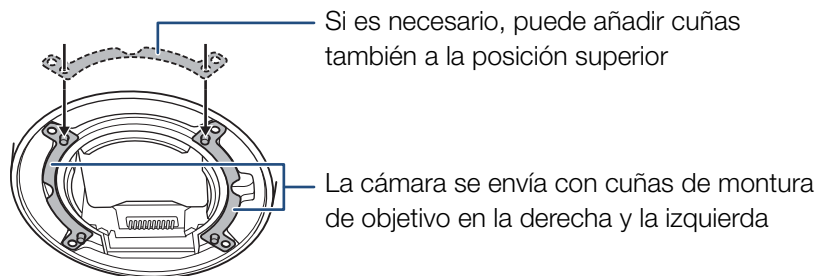 Si es necesario, puede añadir cuñas
también a la posición superior
La cámara se envía con cuñas de montura
de objetivo en la derecha y la izquierda